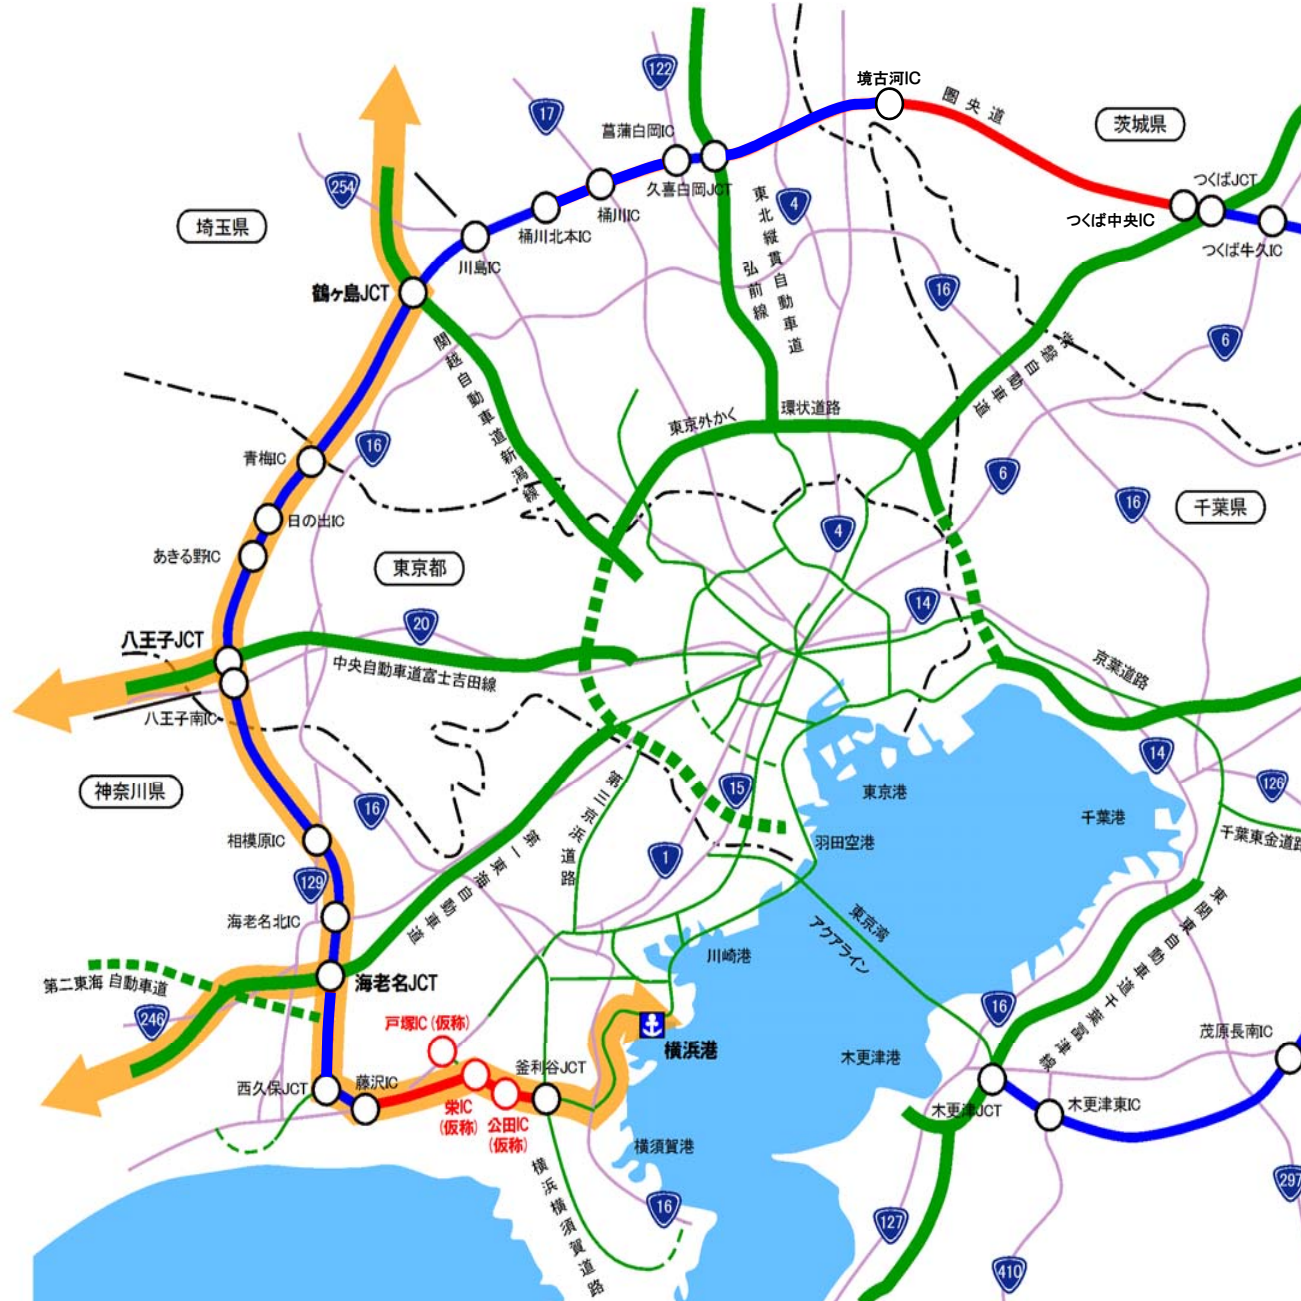 境古河IC
圏央道
茨城県
122
17
菖蒲白岡IC
久喜白岡JCT
254
桶川IC
桶川北本IC
川島IC
埼玉県
4
東北縦貫自動車道
弘前線
つくばJCT
つくば中央IC
つくば牛久IC
鶴ヶ島JCT
16
6
関越自動車道新潟線
常磐自動車道
東京外かく
環状道路
16
青梅IC
6
16
千葉県
日の出IC
あきる野IC
東京都
4
14
八王子JCT
20
中央自動車道富士吉田線
京葉道路
八王子南IC
神奈川県
16
15
第三京浜道路
東京港
千葉港
14
126
相模原IC
129
第一東海自動車道
1
羽田空港
千葉東金道路
海老名北IC
東京湾
アクアライン
川崎港
東関東自動車道千葉富津線
海老名JCT
第二東海 自動車道
246
戸塚IC(仮称)
横浜港
16
木更津港
茂原長南IC
釜利谷JCT
西久保JCT
藤沢IC
栄IC
(仮称)
公田IC
(仮称)
木更津JCT
木更津東IC
横須賀港
横浜横須賀道路
16
127
297
410